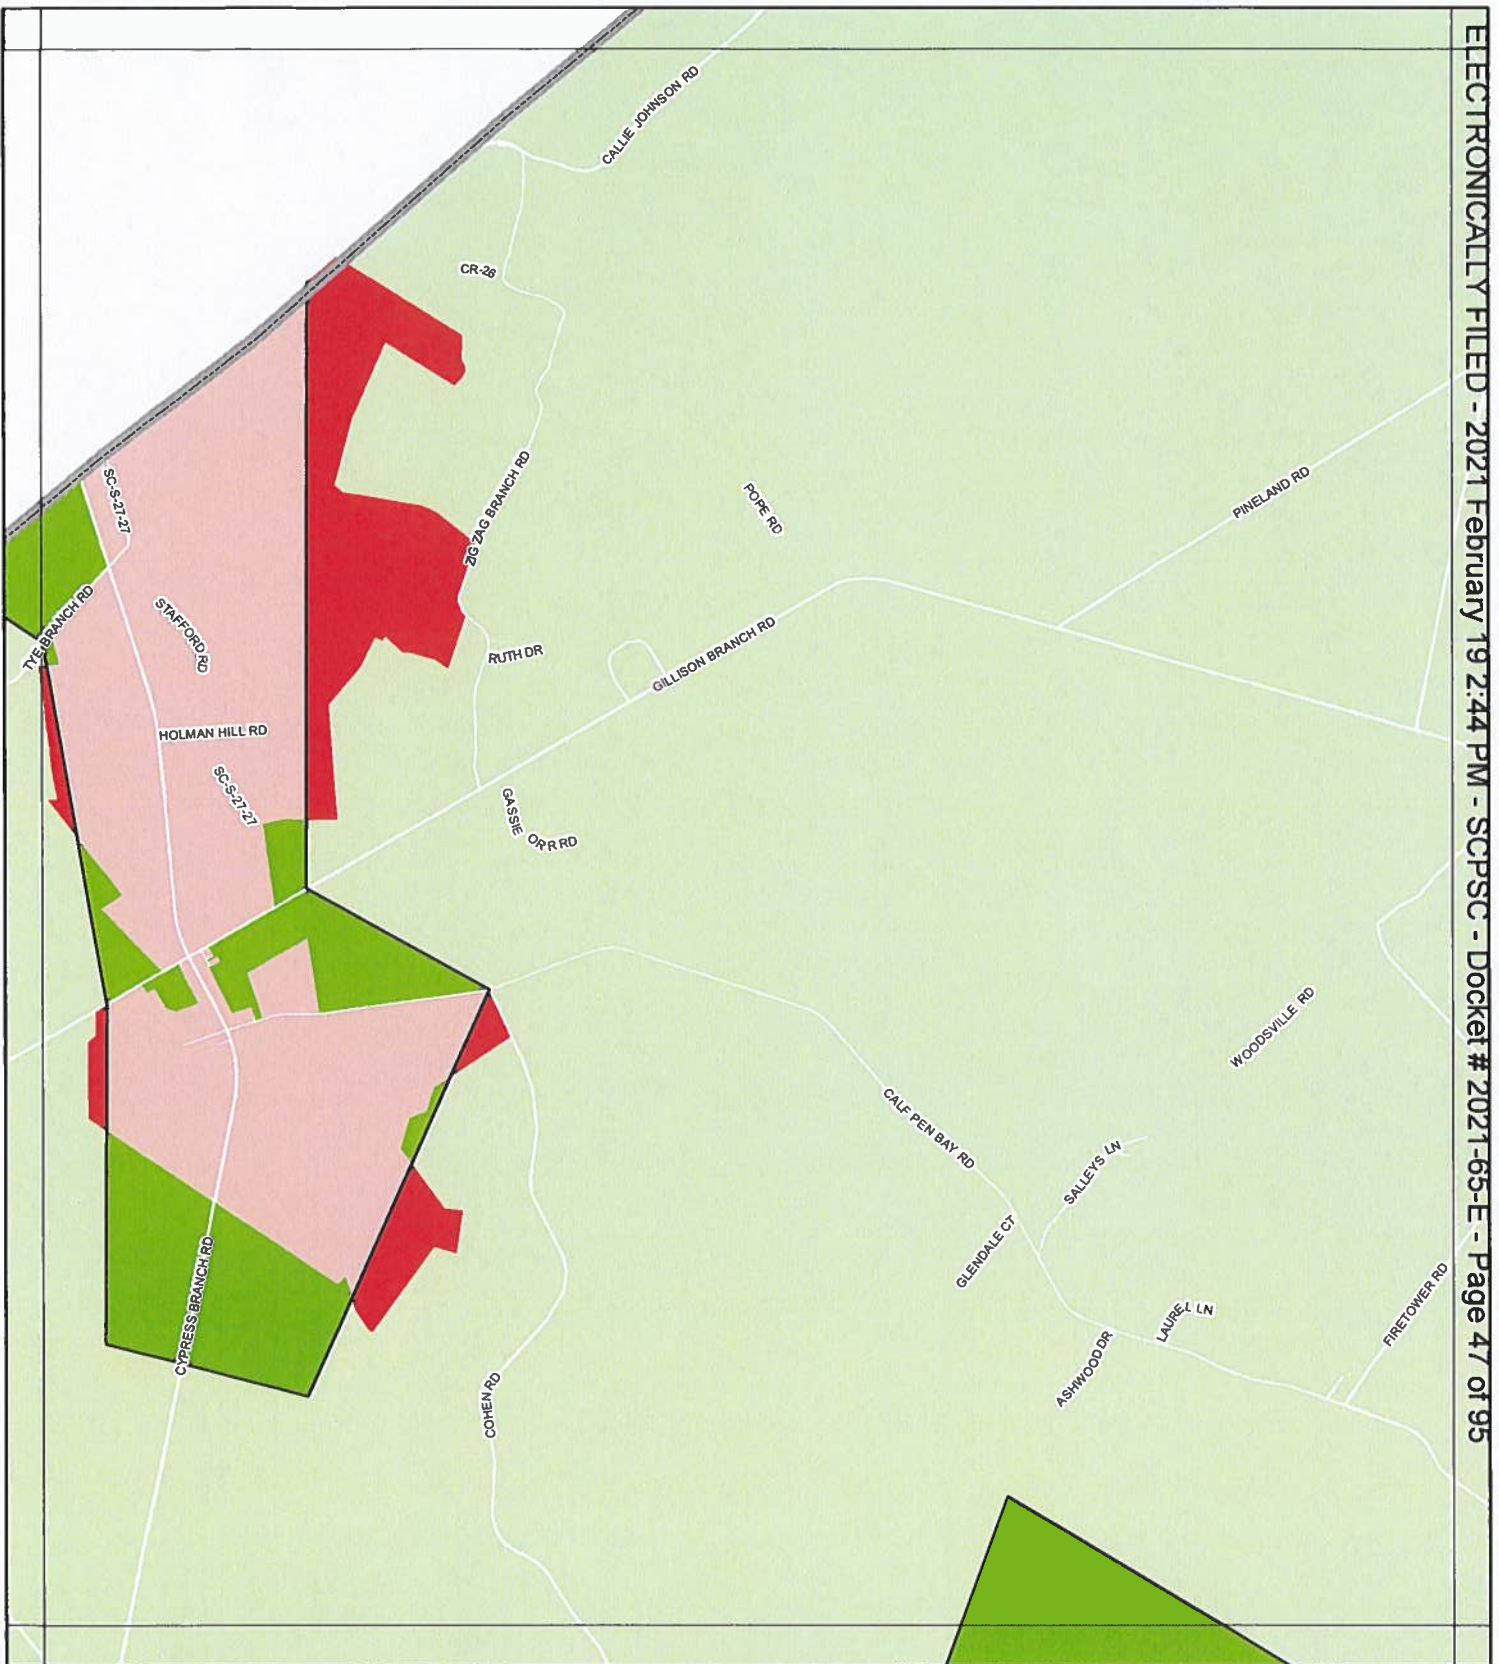 CALLIE JOHNSON RD
CR-26
ZIG ZAG BRANCH RD
POPE RD
PINELAND RD
SC-S-27-27
TYE BRANCH RD
STAFFORD RD
RUTH DR
GILLISON BRANCH RD
HOLMAN HILL RD
SC-S-27-27
GASSIE ORR RD
WOODSVILLE RD
CALF PEN BAY RD
SALLEYS LN
GLENDALE CT
CYPRESS BRANCH RD
COHEN RD
ASHWOOD DR
LAUREL LN
FIRETOWER RD
ELECTRONICALLY FILED - 2021 February 19 2:44 PM - SCPSC - Docket # 2021-65-E - Page 47 of 95